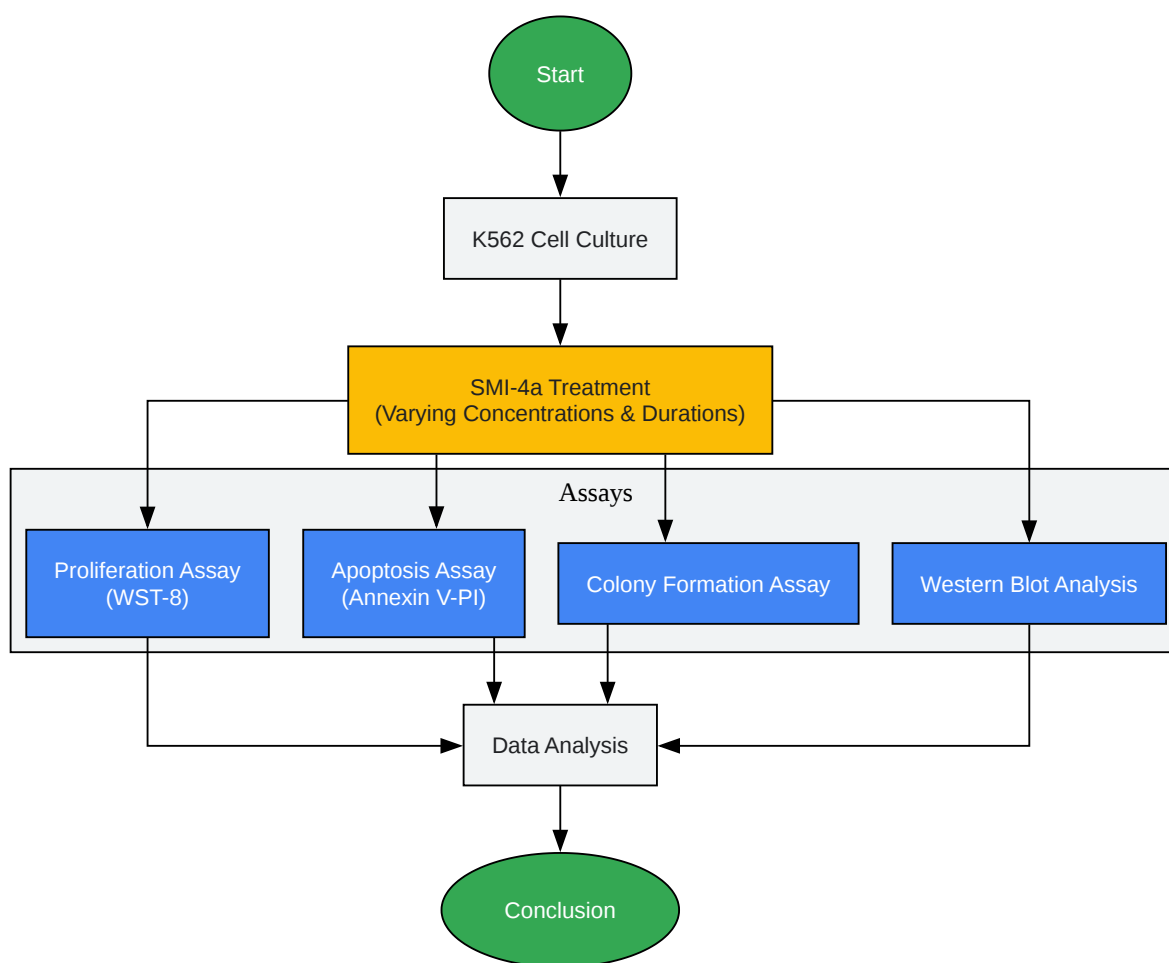 Start
K562 Cell Culture
SMI-4a Treatment
(Varying Concentrations & Durations)
Assays
Proliferation Assay
(WST-8)
Apoptosis Assay
(Annexin V-PI)
Colony Formation Assay
Western Blot Analysis
Data Analysis
Conclusion